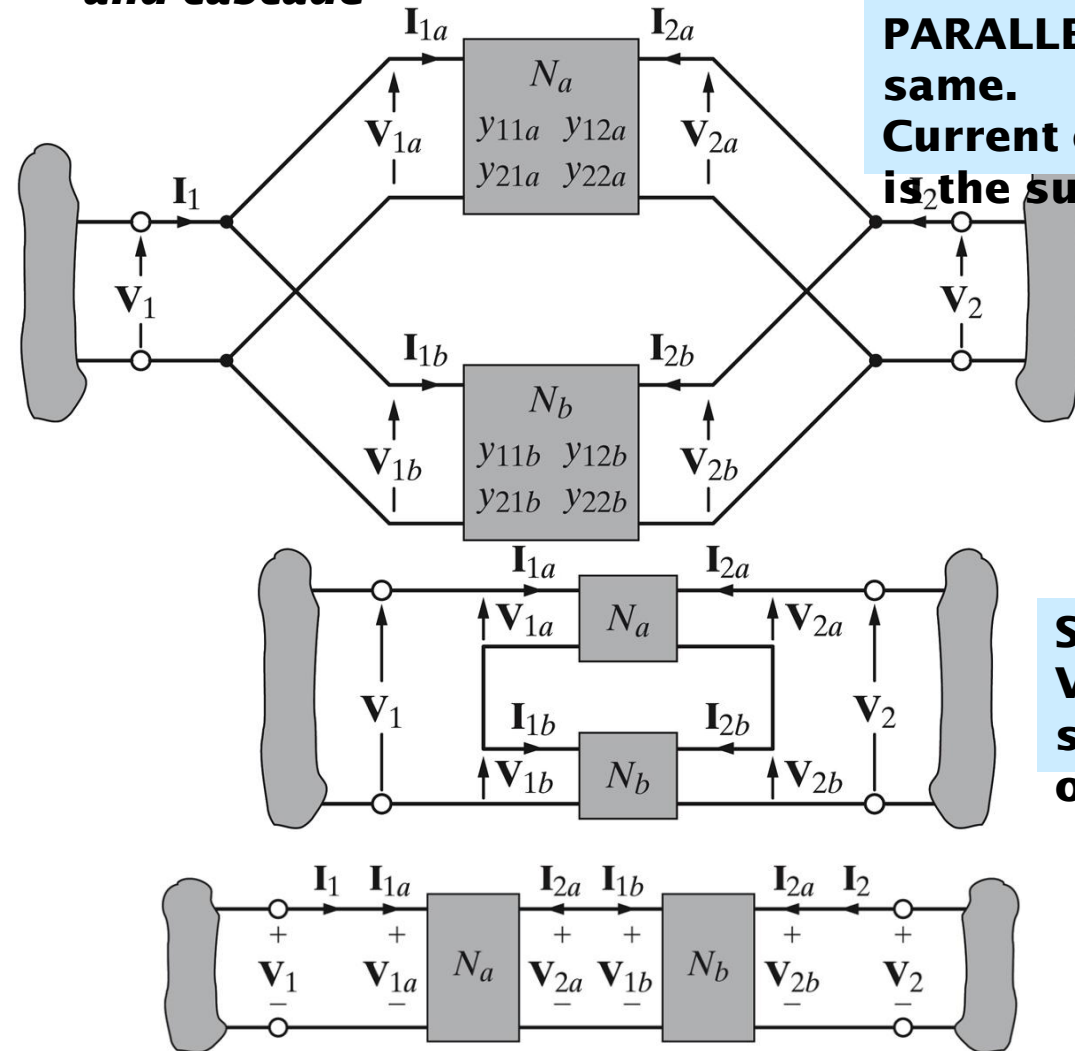 and cascade
PARALLE
same.
Current
is the su
I1a
I2a
Na
y11a y12a
y21a y22a
V1a
V2a
I1
I2
V1
V2
I1b
I2b
Nb
y11b y12b
y21b y22b
V1b
V2b
I1a
I2a
V1a
Na
V2a
V1
V2
I1b
I2b
V1b
Nb
V2b
S
V
s
o
I1 I1a I2a I1b I2a I2
+ + + + + +
V1 V1a Na V2a V1b Nb V2b V2
− − − − − −